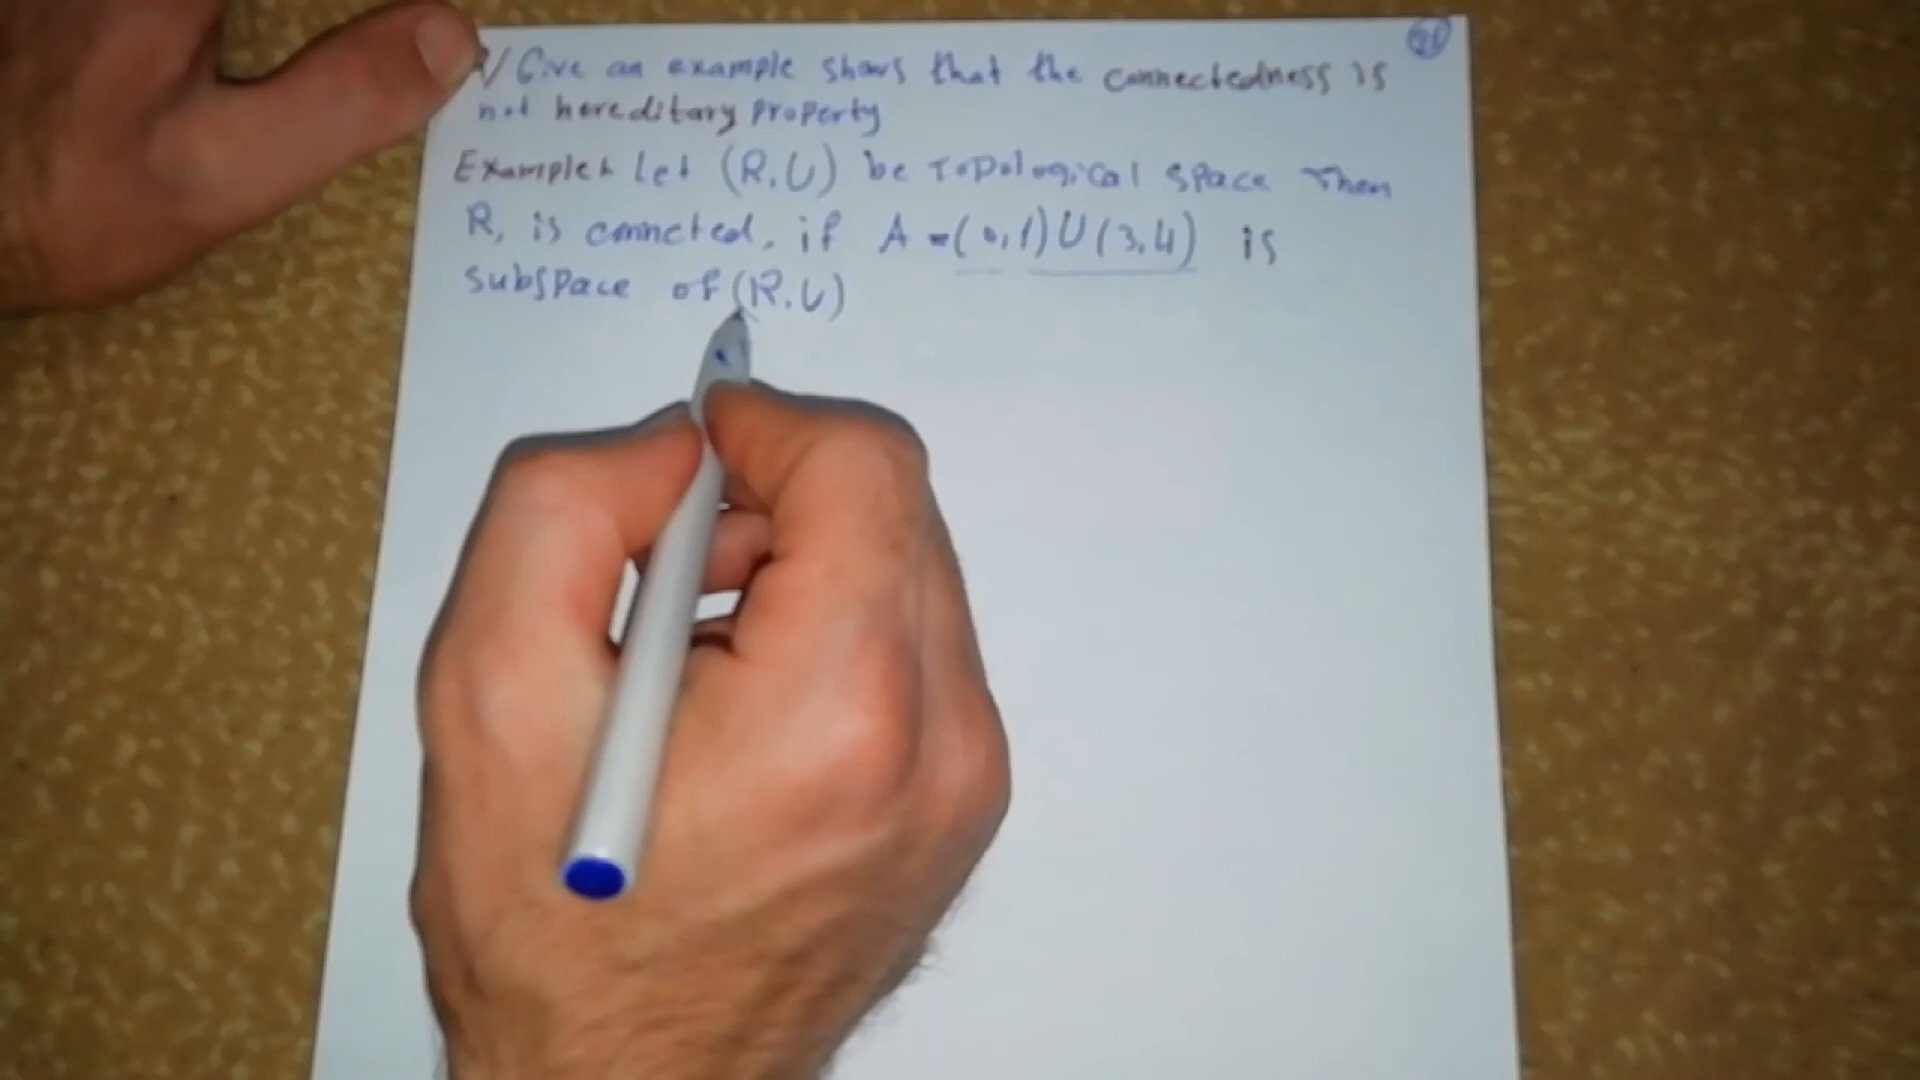 Q/ Give an example shows that the connectedness is
not hereditary property
Example: Let (R,U) be Topological space Then
R, is conncted, if A = (0,1)U(3,4) is
subspace of (R,U)